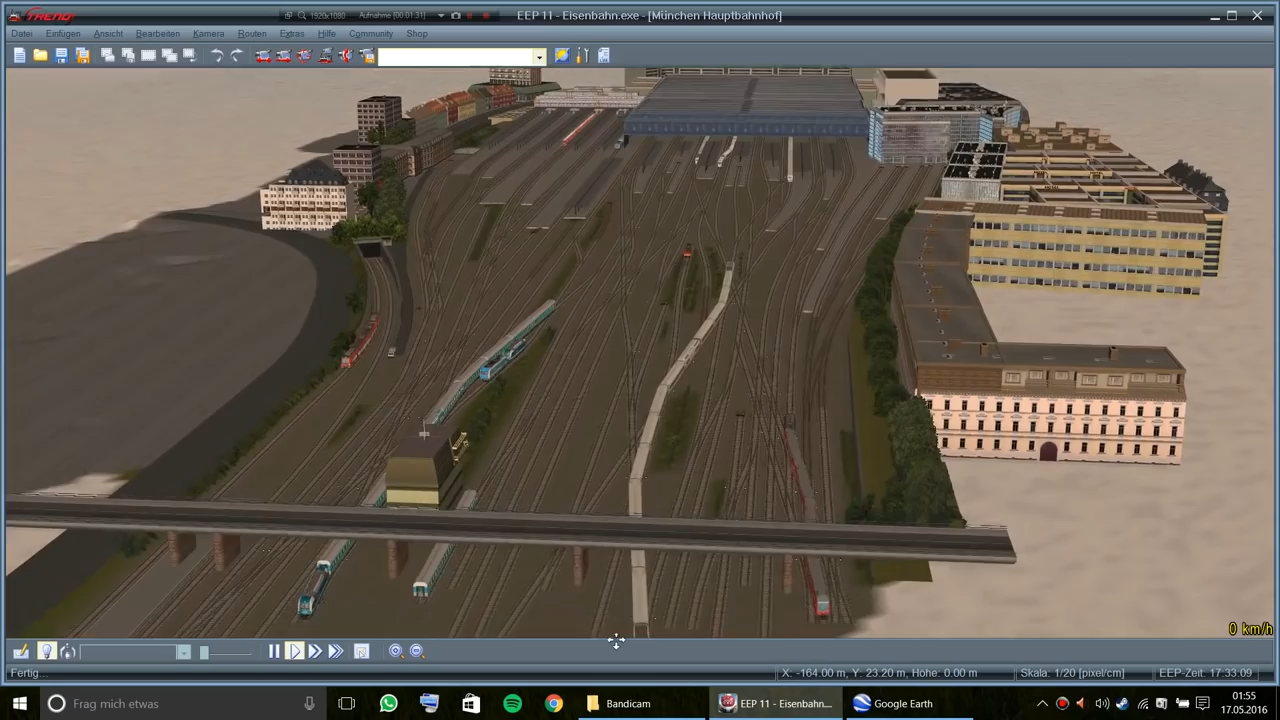 TREND
1920x1080
Aufnahme [00:01:31]
EEP 11 - Eisenbahn.exe - [München Hauptbahnhof]
Datei Einfügen Ansicht Bearbeiten Kamera Routen Extras Hilfe Community Shop
0 km/h
Fertig...
X: -164.00 m, Y: 23.20 m, Höhe: 0.00 m
Skala: 1/20 [pixel/cm]
EEP-Zeit: 17:33:09
Frag mich etwas
Bandicam
EEP 11 - Eisenbahn....
Google Earth
01:55
17.05.2016